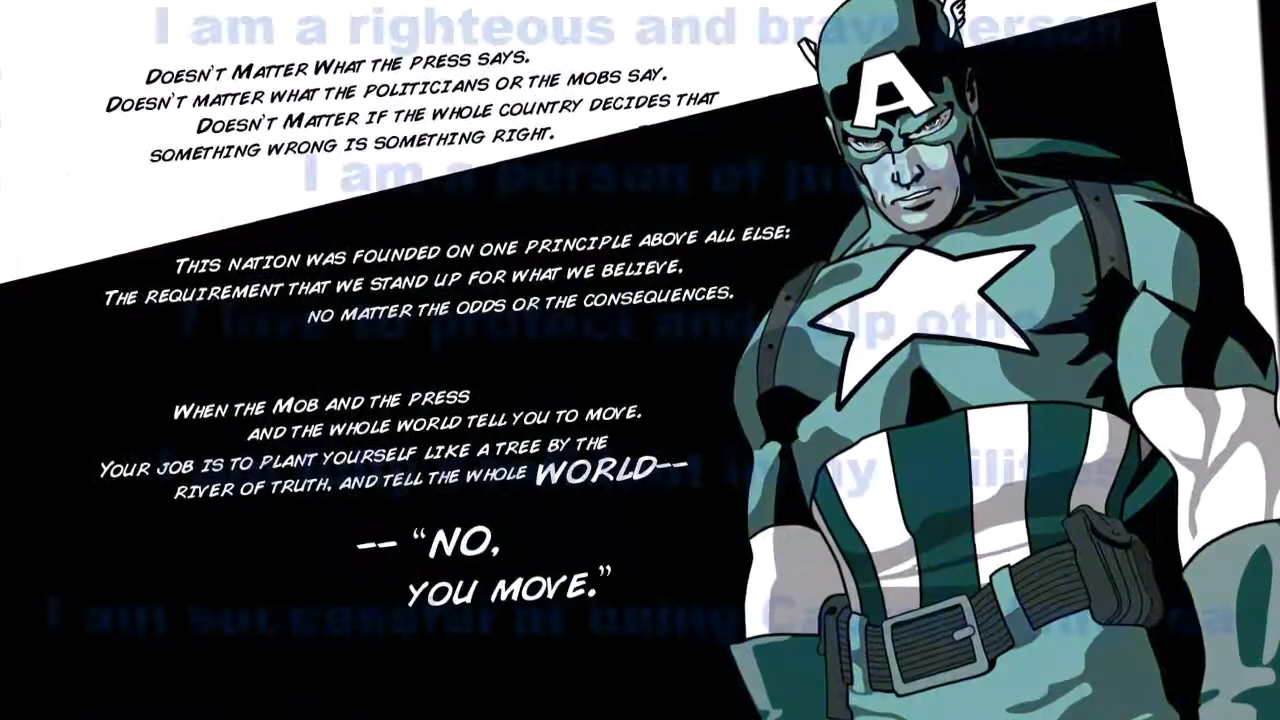 I am a righteous and brave person
DOESN'T MATTER WHAT THE PRESS SAYS.
DOESN'T MATTER WHAT THE POLITICIANS OR THE MOBS SAY.
DOESN'T MATTER IF THE WHOLE COUNTRY DECIDES THAT
SOMETHING WRONG IS SOMETHING RIGHT.
I am a person of
THIS NATION WAS FOUNDED ON ONE PRINCIPLE ABOVE ALL ELSE:
THE REQUIREMENT THAT WE STAND UP FOR WHAT WE BELIEVE,
NO MATTER THE ODDS OR THE CONSEQUENCES.
I to protect and help
WHEN THE MOB AND THE PRESS
AND THE WHOLE WORLD TELL YOU TO MOVE,
YOUR JOB IS TO PLANT YOURSELF LIKE A TREE BY THE
RIVER OF TRUTH, AND TELL THE WHOLE WORLD--
A
-- “NO,
YOU MOVE.”
I am successful at using